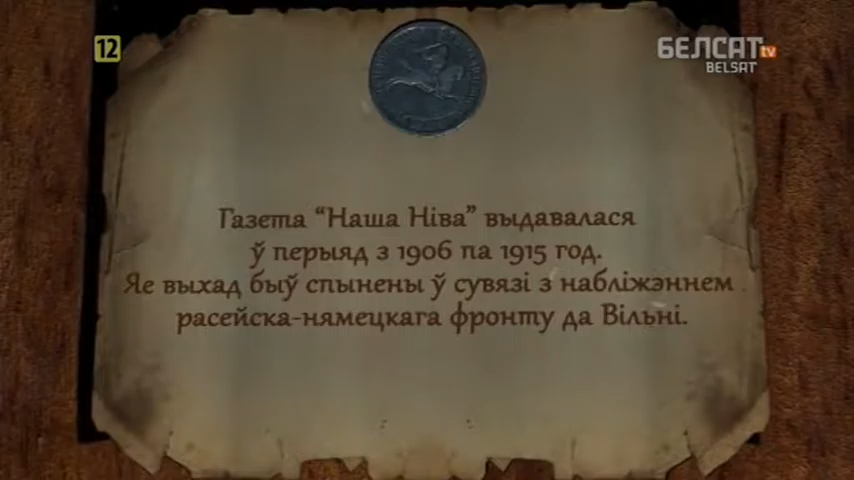 12
БЕЛСАТ tv
BELSAT
Газета “Наша Ніва” выдавалася
ў перыяд з 1906 па 1915 год.
Яе выхад быў спынены ў сувязі з набліжэннем
расейска-нямецкага фронту да Вільні.